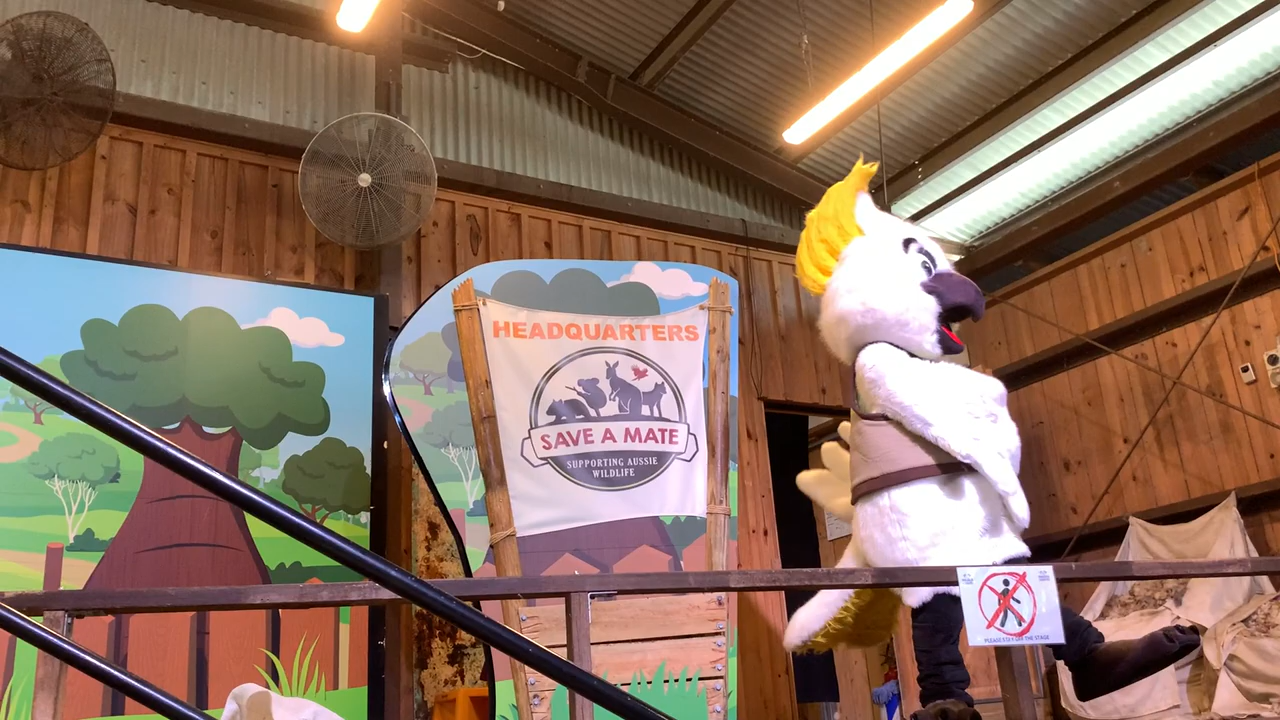 HEADQUARTERS
SAVE A MATE
SUPPORTING AUSSIE
WILDLIFE
PLEASE STAY OFF THE STAGE